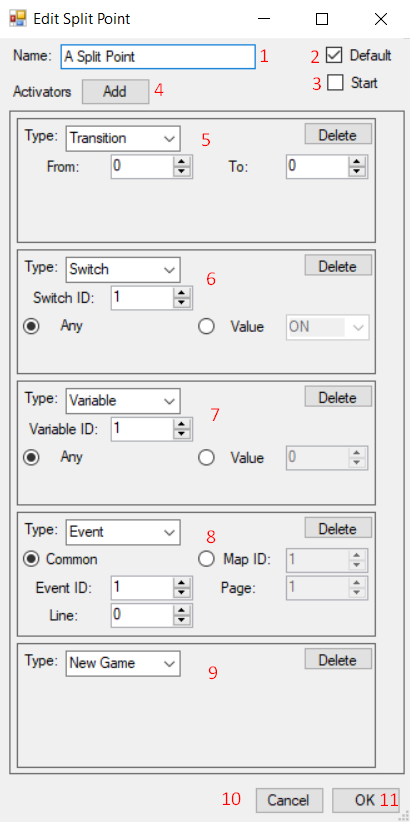 Edit Split Point
Name: A Split Point 1 2 Default
3 Start
Activators Add 4
Type: Transition 5 Delete
From: 0 To: 0
Type: Switch 6 Delete
Switch ID: 1
Any Value ON
Type: Variable 7 Delete
Variable ID: 1
Any Value 0
Type: Event 8 Delete
Common Map ID: 1
Event ID: 1 Page: 1
Line: 0
Type: New Game 9 Delete
10 Cancel OK 11